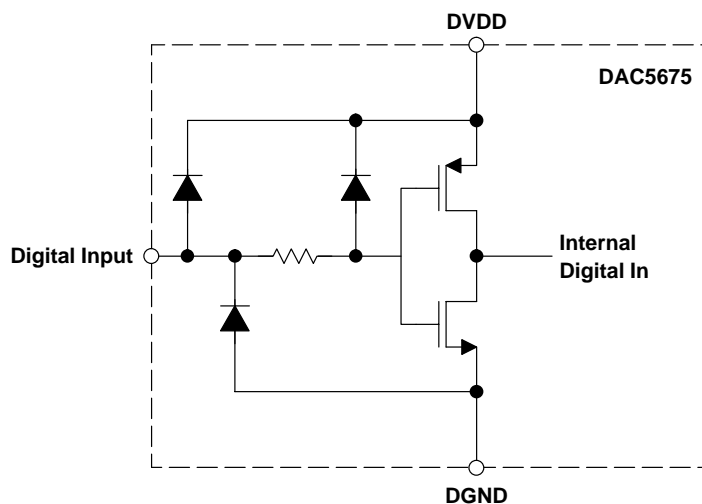 DVDD
DAC5675
Digital Input
Internal
Digital In
DGND